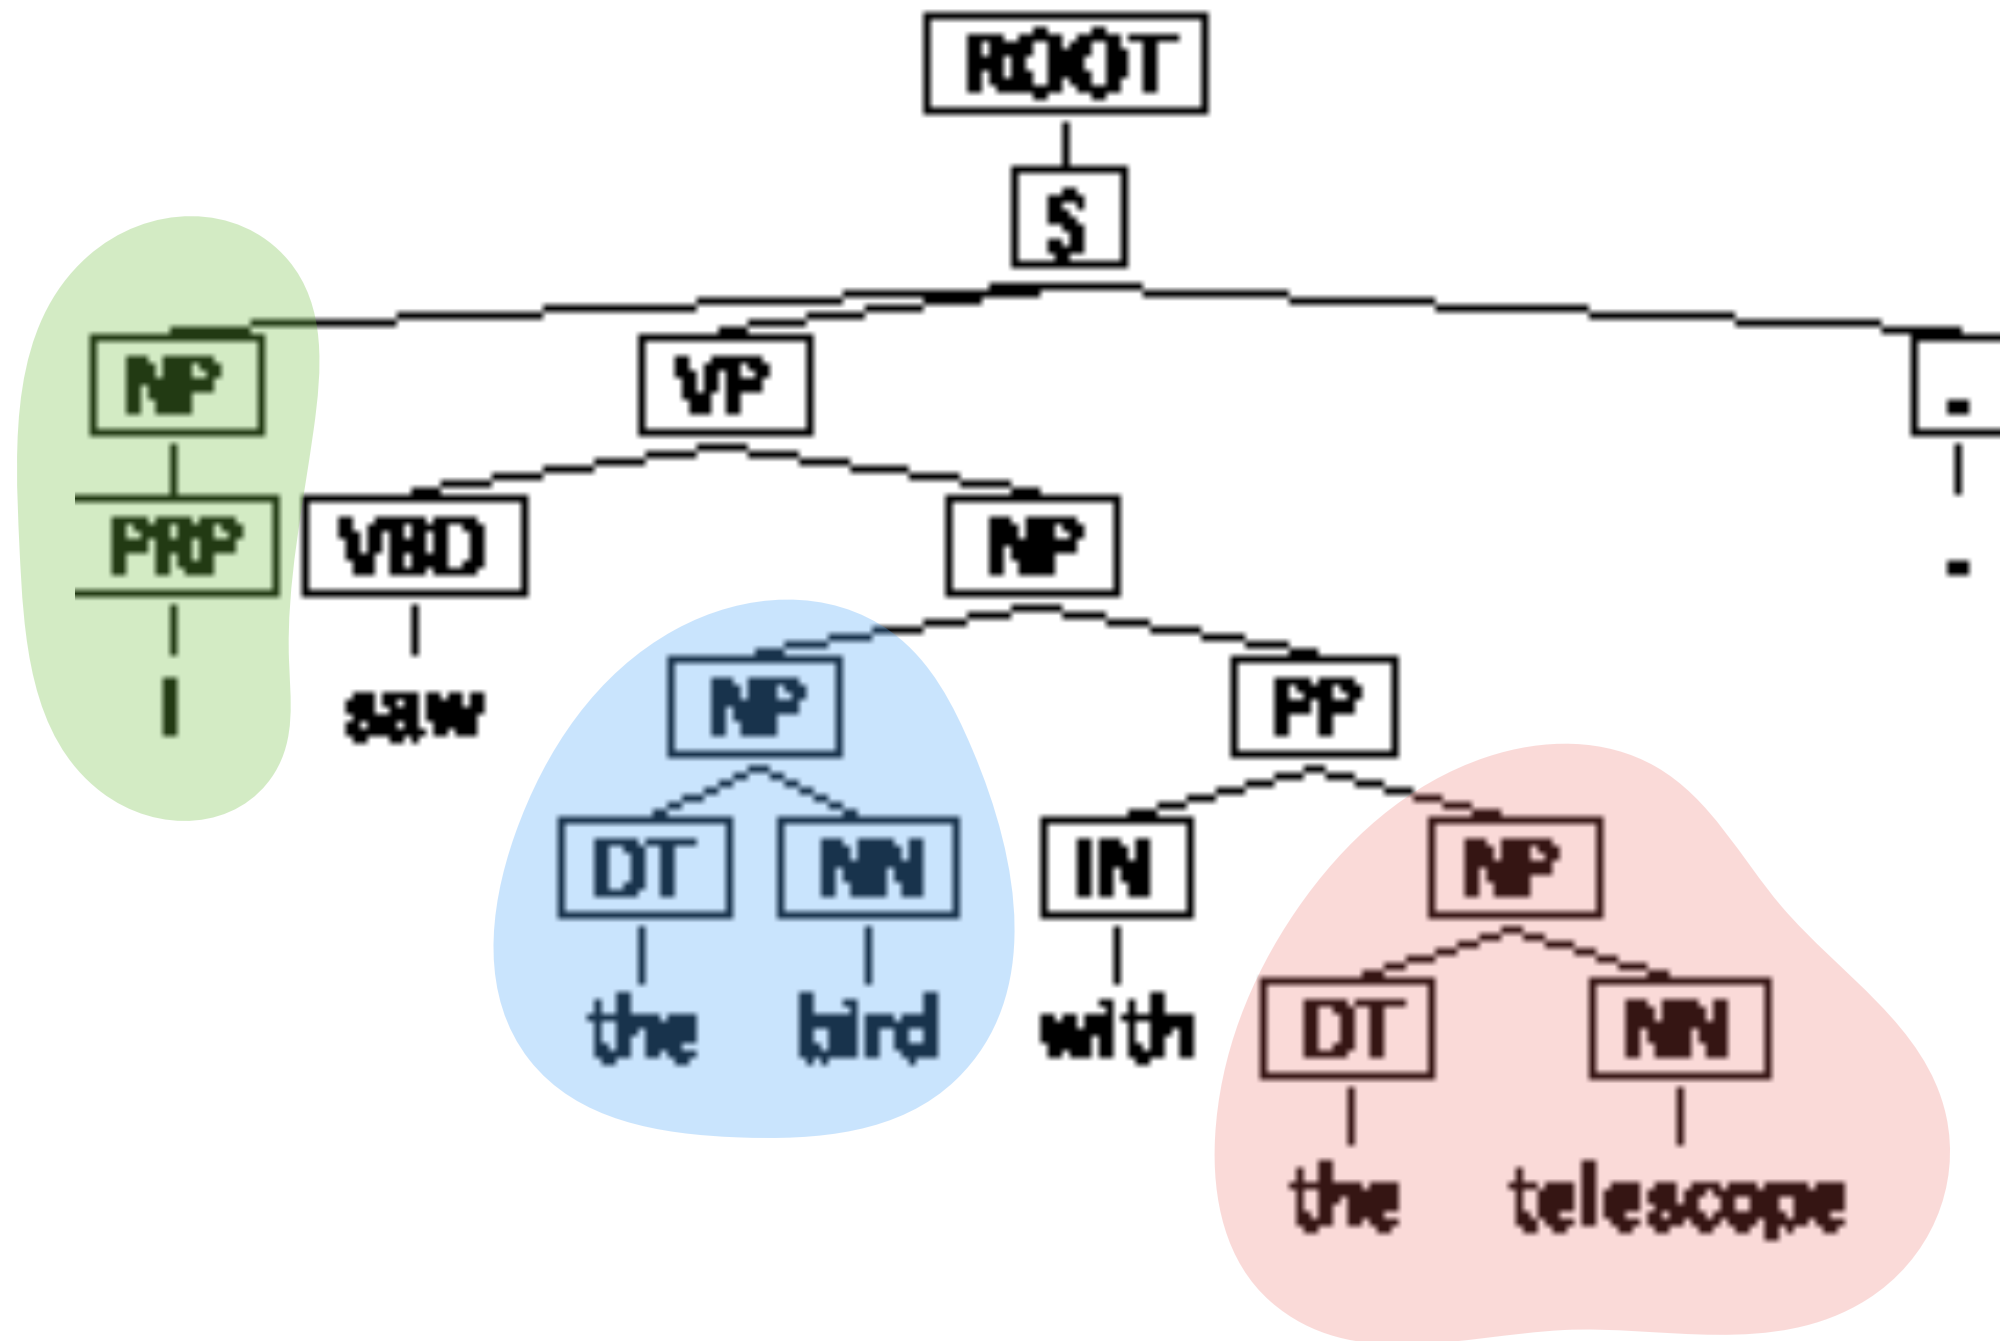 ROOT
S
NP VP .
PRP VBD NP .
I saw NP PP
DT NN IN NP
the bird with DT NN
the telescope